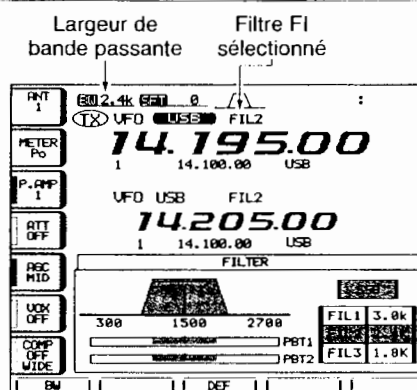 Largeur de bande passante
Filtre FI sélectionné
ANT 1
BW 2.4k SFT 0 :
TX VFO USB FIL2
METER Po
14.195.00
1 14.100.00 USB
P.AMP 1
VFO USB FIL2
ATT OFF
14.205.00
1 14.100.00 USB
AGC MID
FILTER
VOX OFF
300 1500 2700
FIL1 3.0k
COMP OFF WIDE
PBT1
PBT2
FIL3 1.8K
BW DEF